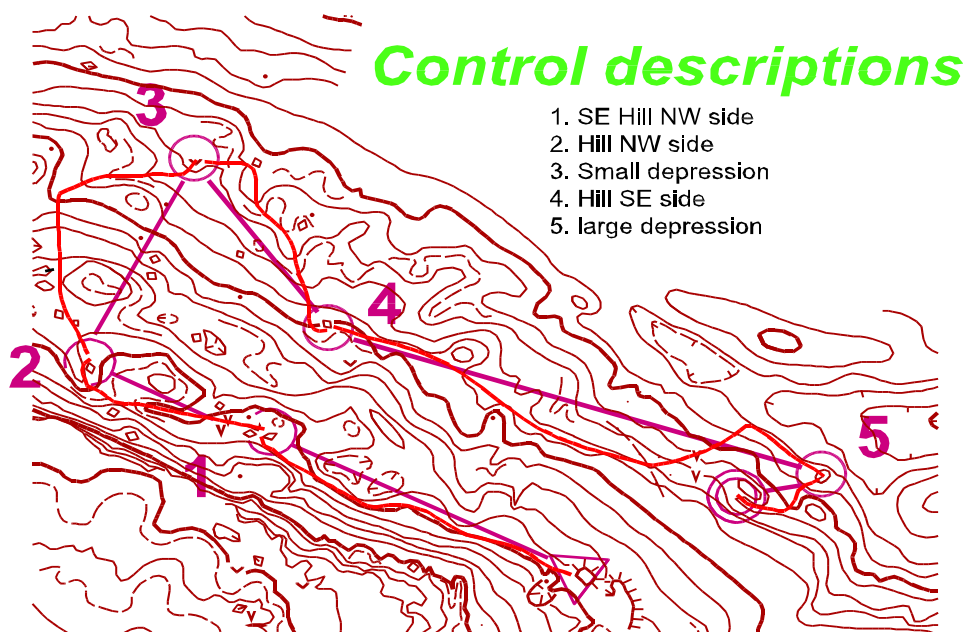 Control descriptions
1. SE Hill NW side
2. Hill NW side
3. Small depression
4. Hill SE side
5. large depression
3
4
2
5
1